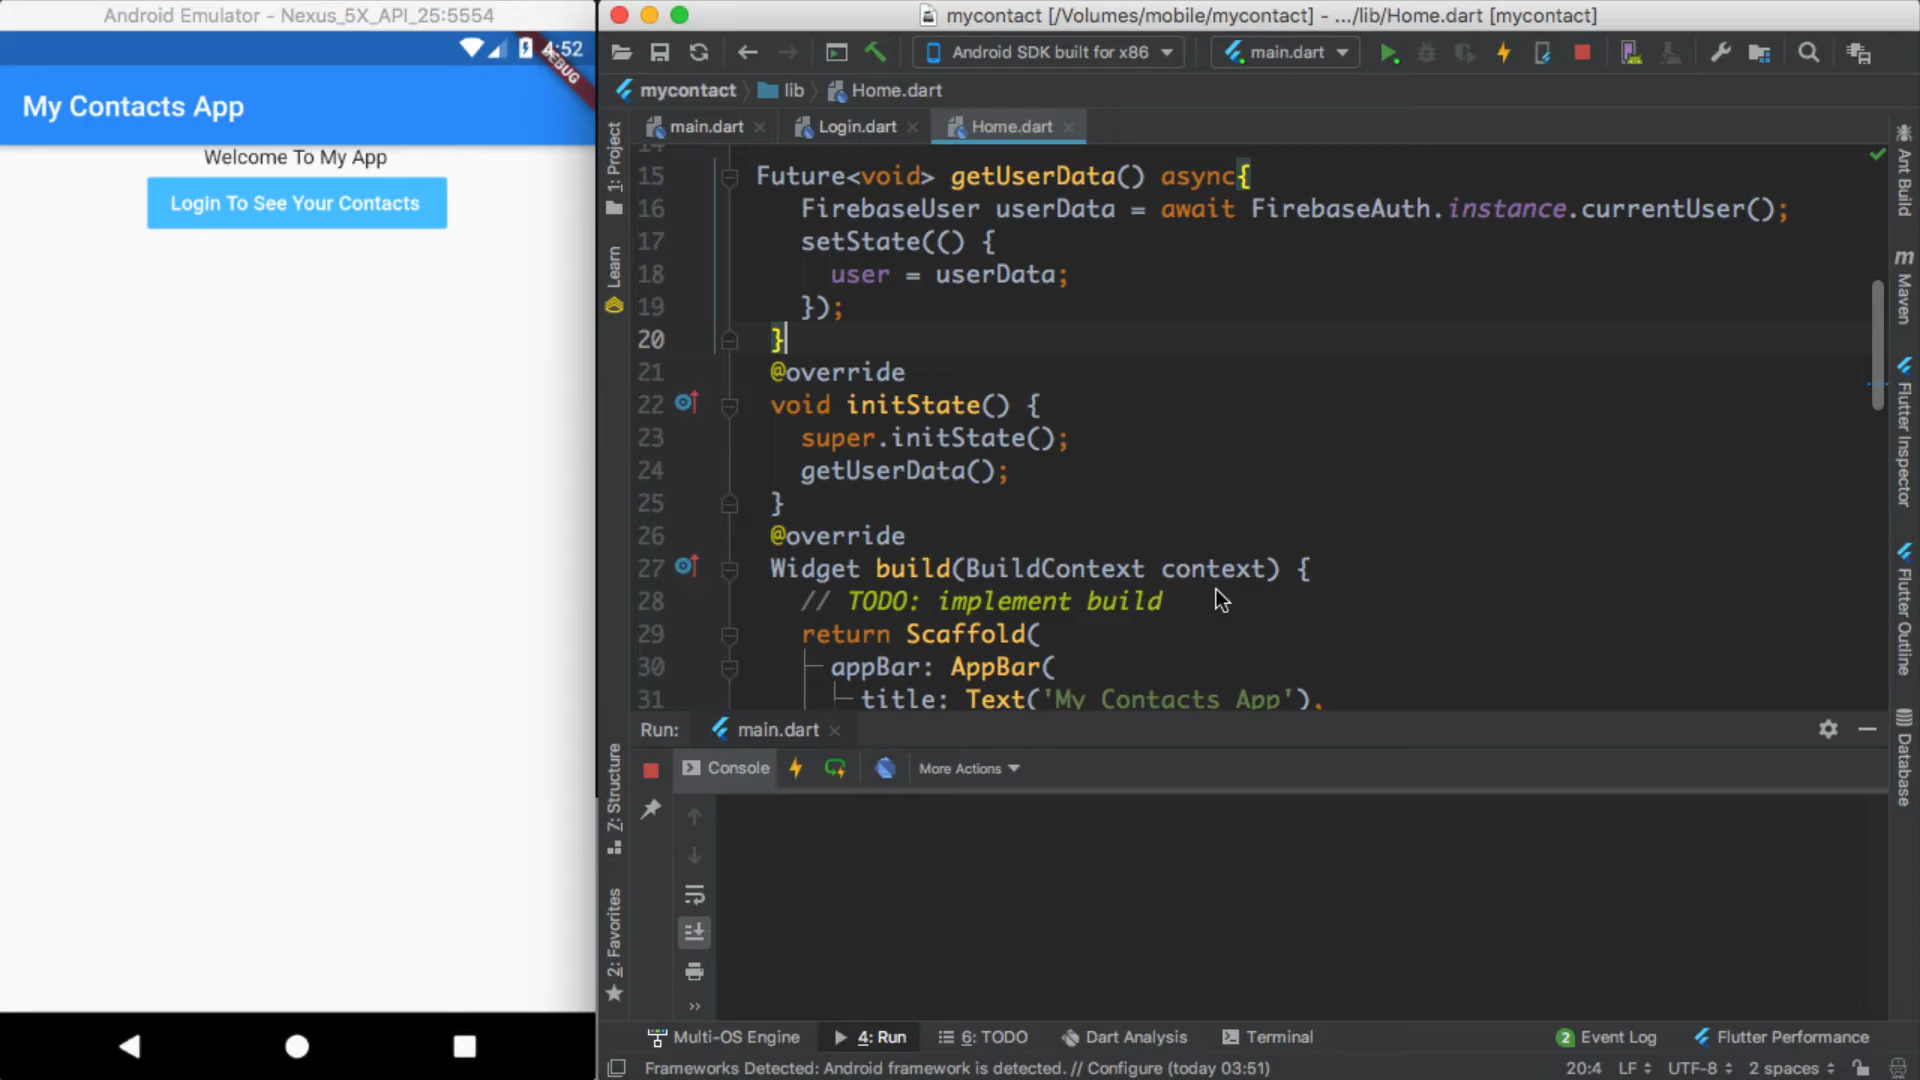 Android Emulator - Nexus_5X_API_25:5554
4:52
DEBUG
My Contacts App
Welcome To My App
Login To See Your Contacts
mycontact [/Volumes/mobile/mycontact] - .../lib/Home.dart [mycontact]
Android SDK built for x86
main.dart
mycontact
lib
Home.dart
main.dart
Login.dart
Home.dart
1: Project
Learn
Z: Structure
2: Favorites
15 Future<void> getUserData() async{
16 FirebaseUser userData = await FirebaseAuth.instance.currentUser();
17 setState(() {
18 user = userData;
19 });
20 }
21 @override
22 void initState() {
23 super.initState();
24 getUserData();
25 }
26 @override
27 Widget build(BuildContext context) {
28 // TODO: implement build
29 return Scaffold(
30 appBar: AppBar(
31 title: Text('My Contacts App'),
Ant Build
m Maven
Flutter Inspector
Flutter Outline
Database
Run: main.dart
Console
More Actions
Multi-OS Engine
4: Run
6: TODO
Dart Analysis
Terminal
2 Event Log
Flutter Performance
Frameworks Detected: Android framework is detected. // Configure (today 03:51)
20:4 LF UTF-8 2 spaces